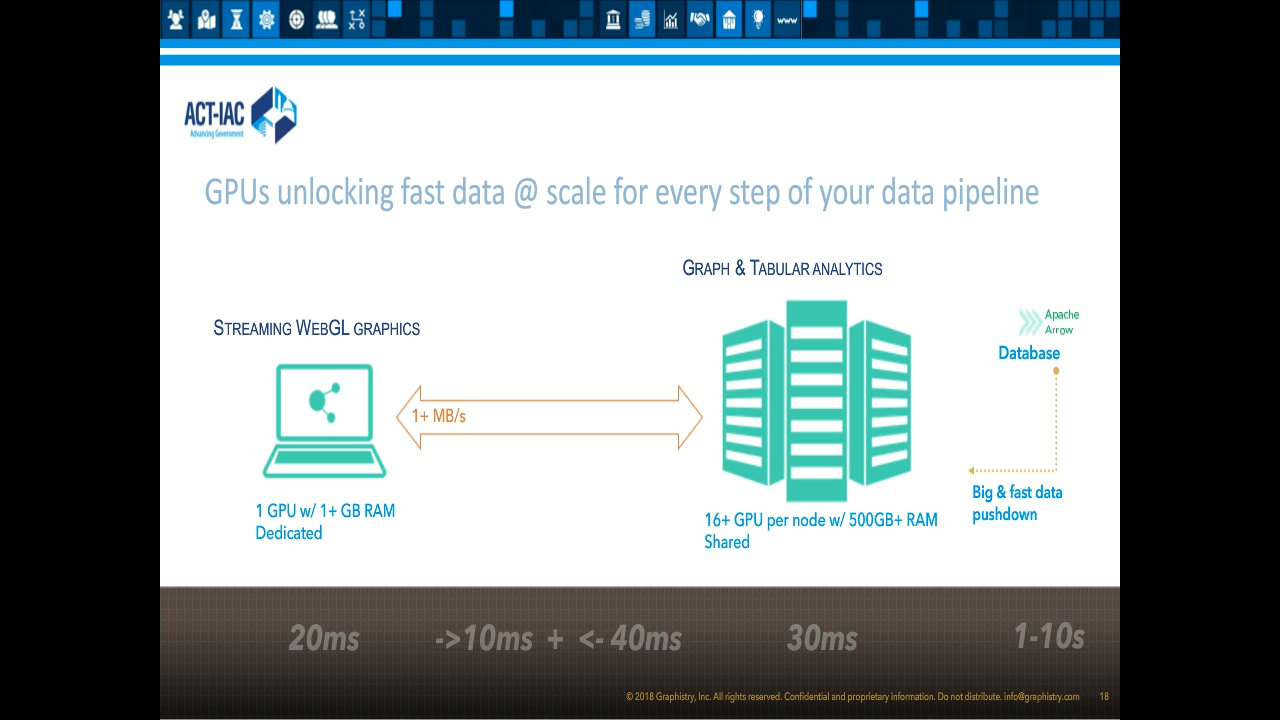 www
ACT-IAC
Advancing Government
GPUs unlocking fast data @ scale for every step of your data pipeline
GRAPH & TABULAR ANALYTICS
STREAMING WEBGL GRAPHICS
Apache
Arrow
Database
1+ MB/s
Big & fast data
pushdown
1 GPU w/ 1+ GB RAM
Dedicated
16+ GPU per node w/ 500GB+ RAM
Shared
20ms
->10ms + <- 40ms
30ms
1-10s
© 2018 Graphistry, Inc. All rights reserved. Confidential and proprietary information. Do not distribute. info@graphistry.com 18